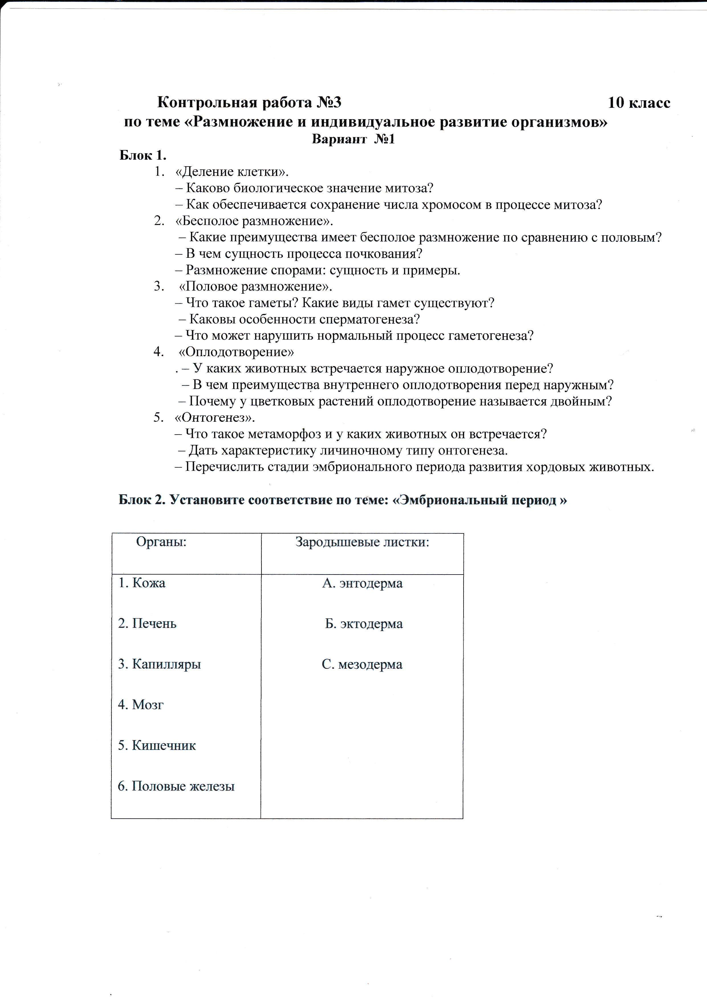 Контрольная работа №3 10 класс
по теме «Размножение и индивидуальное развитие организмов»
Вариант №1
Блок 1.
1. «Деление клетки».
– Каково биологическое значение митоза?
– Как обеспечивается сохранение числа хромосом в процессе митоза?
2. «Бесполое размножение».
– Какие преимущества имеет бесполое размножение по сравнению с половым?
– В чем сущность процесса почкования?
– Размножение спорами: сущность и примеры.
3. «Половое размножение».
– Что такое гаметы? Какие виды гамет существуют?
– Каковы особенности сперматогенеза?
– Что может нарушить нормальный процесс гаметогенеза?
4. «Оплодотворение»
. – У каких животных встречается наружное оплодотворение?
– В чем преимущества внутреннего оплодотворения перед наружным?
– Почему у цветковых растений оплодотворение называется двойным?
5. «Онтогенез».
– Что такое метаморфоз и у каких животных он встречается?
– Дать характеристику личиночному типу онтогенеза.
– Перечислить стадии эмбрионального периода развития хордовых животных.
Блок 2. Установите соответствие по теме: «Эмбриональный период »
Органы: Зародышевые листки:
1. Кожа А. энтодерма
2. Печень Б. эктодерма
3. Капилляры С. мезодерма
4. Мозг
5. Кишечник
6. Половые железы